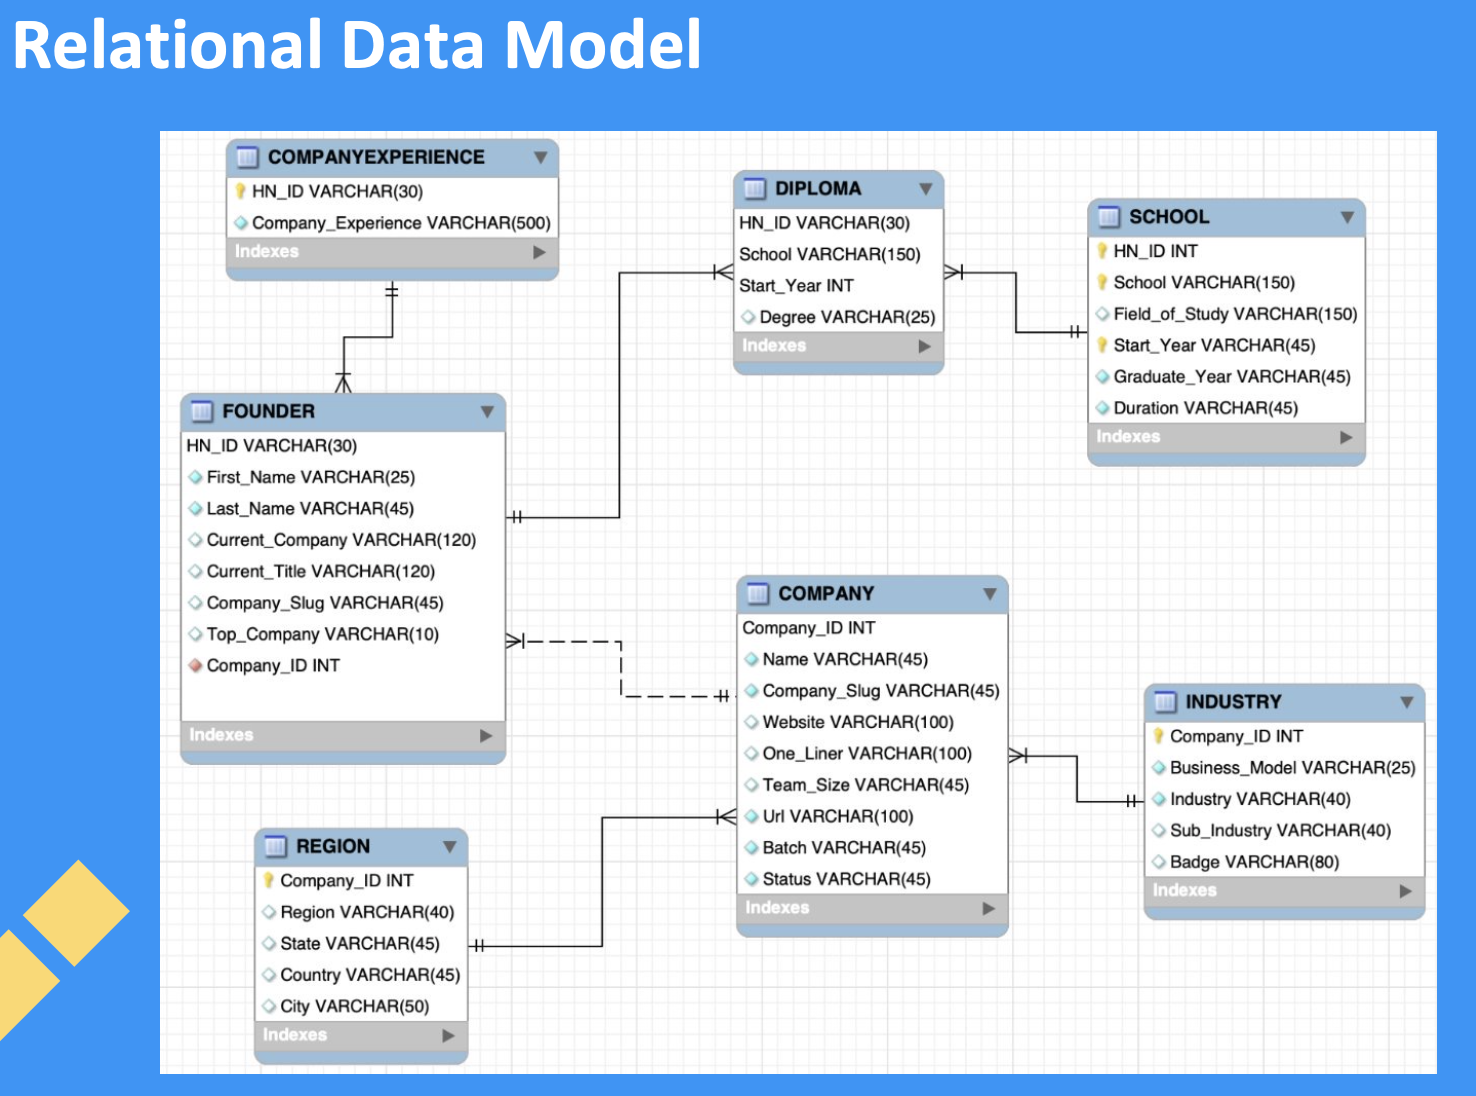 Relational Data Model
COMPANYEXPERIENCE
HN_ID VARCHAR(30)
Company_Experience VARCHAR(500)
Indexes
DIPLOMA
HN_ID VARCHAR(30)
School VARCHAR(150)
Start_Year INT
Degree VARCHAR(25)
Indexes
SCHOOL
HN_ID INT
School VARCHAR(150)
Field_of_Study VARCHAR(150)
Start_Year VARCHAR(45)
Graduate_Year VARCHAR(45)
Duration VARCHAR(45)
Indexes
FOUNDER
HN_ID VARCHAR(30)
First_Name VARCHAR(25)
Last_Name VARCHAR(45)
Current_Company VARCHAR(120)
Current_Title VARCHAR(120)
Company_Slug VARCHAR(45)
Top_Company VARCHAR(10)
Company_ID INT
Indexes
COMPANY
Company_ID INT
Name VARCHAR(45)
Company_Slug VARCHAR(45)
Website VARCHAR(100)
One_Liner VARCHAR(100)
Team_Size VARCHAR(45)
Url VARCHAR(100)
Batch VARCHAR(45)
Status VARCHAR(45)
Indexes
INDUSTRY
Company_ID INT
Business_Model VARCHAR(25)
Industry VARCHAR(40)
Sub_Industry VARCHAR(40)
Badge VARCHAR(80)
Indexes
REGION
Company_ID INT
Region VARCHAR(40)
State VARCHAR(45)
Country VARCHAR(45)
City VARCHAR(50)
Indexes